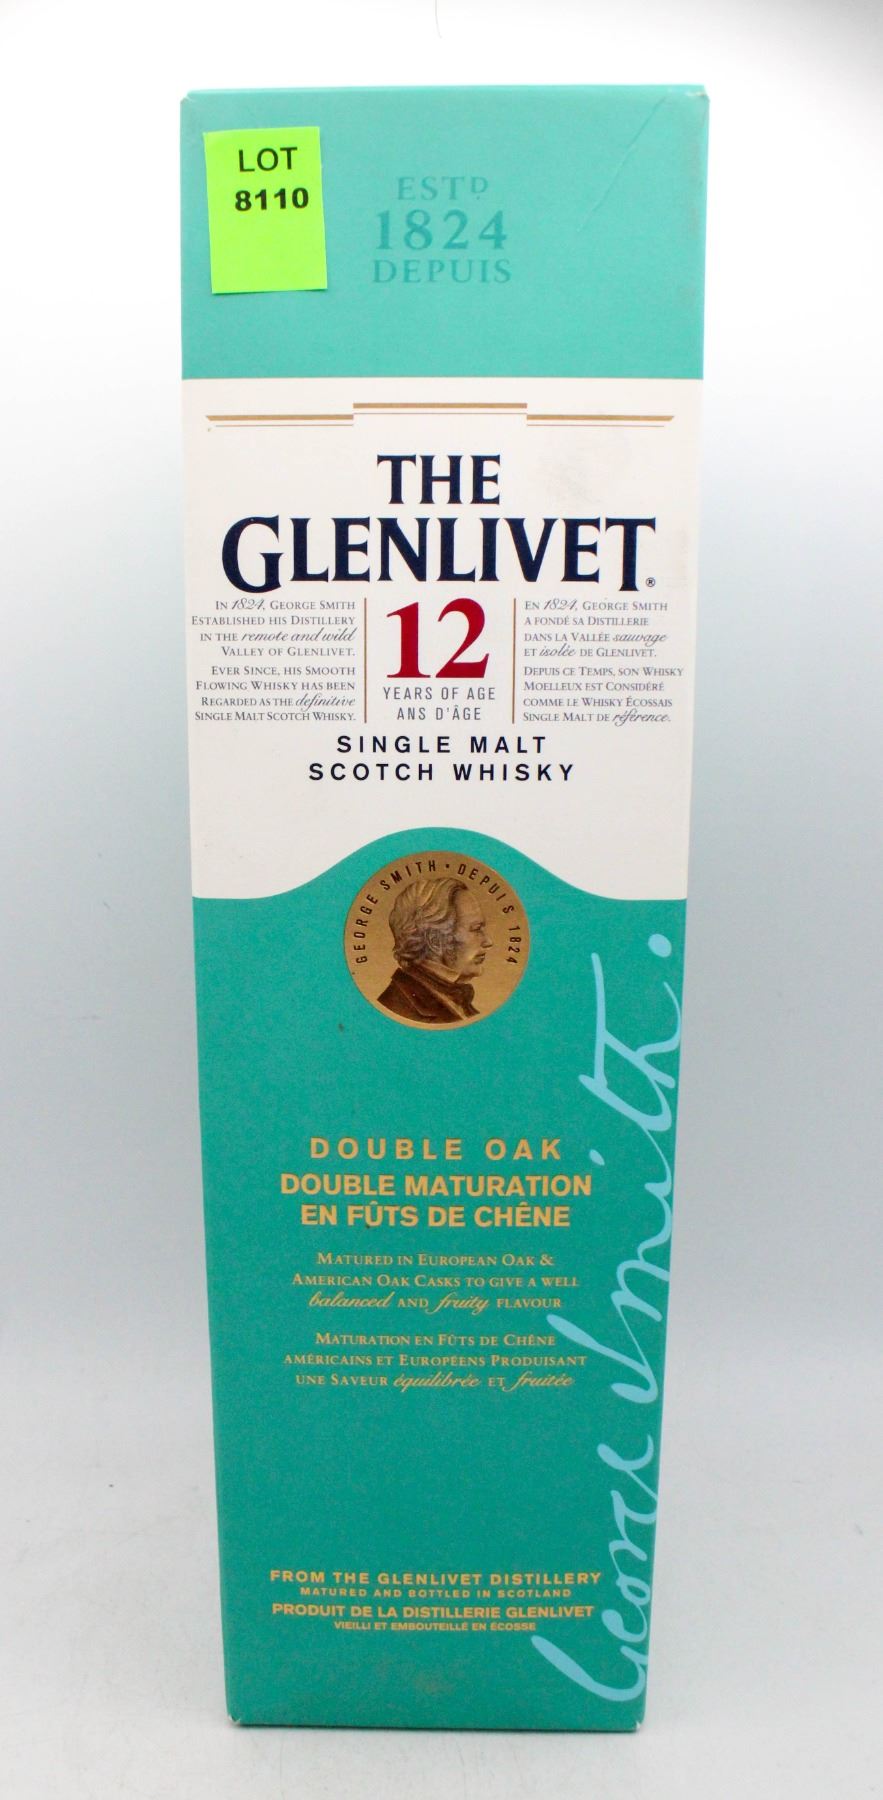 LOT
8110
ESTD
1824
DEPUIS
THE
GLENLIVET®
IN 1824, GEORGE SMITH
ESTABLISHED HIS DISTILLERY
IN THE remote and wild
VALLEY OF GLENLIVET.
EVER SINCE, HIS SMOOTH
FLOWING WHISKY HAS BEEN
REGARDED AS THE definitive
SINGLE MALT SCOTCH WHISKY.
12
YEARS OF AGE
ANS D'ÂGE
EN 1824, GEORGE SMITH
A FONDÉ SA DISTILLERIE
DANS LA VALLÉE sauvage
ET isolée DE GLENLIVET.
DEPUIS CE TEMPS, SON WHISKY
MOELLEUX EST CONSIDÉRÉ
COMME LE WHISKY ÉCOSSAIS
SINGLE MALT DE référence.
SINGLE MALT
SCOTCH WHISKY
GEORGE SMITH • DEPUIS 1824
DOUBLE OAK
DOUBLE MATURATION
EN FÛTS DE CHÊNE
MATURED IN EUROPEAN OAK &
AMERICAN OAK CASKS TO GIVE A WELL
balanced AND fruity FLAVOUR
MATURATION EN FÛTS DE CHÊNE
AMÉRICAINS ET EUROPÉENS PRODUISANT
UNE SAVEUR équilibrée ET fruitée
George Smith.
FROM THE GLENLIVET DISTILLERY
MATURED AND BOTTLED IN SCOTLAND
PRODUIT DE LA DISTILLERIE GLENLIVET
VIEILLI ET EMBOUTEILLÉ EN ÉCOSSE